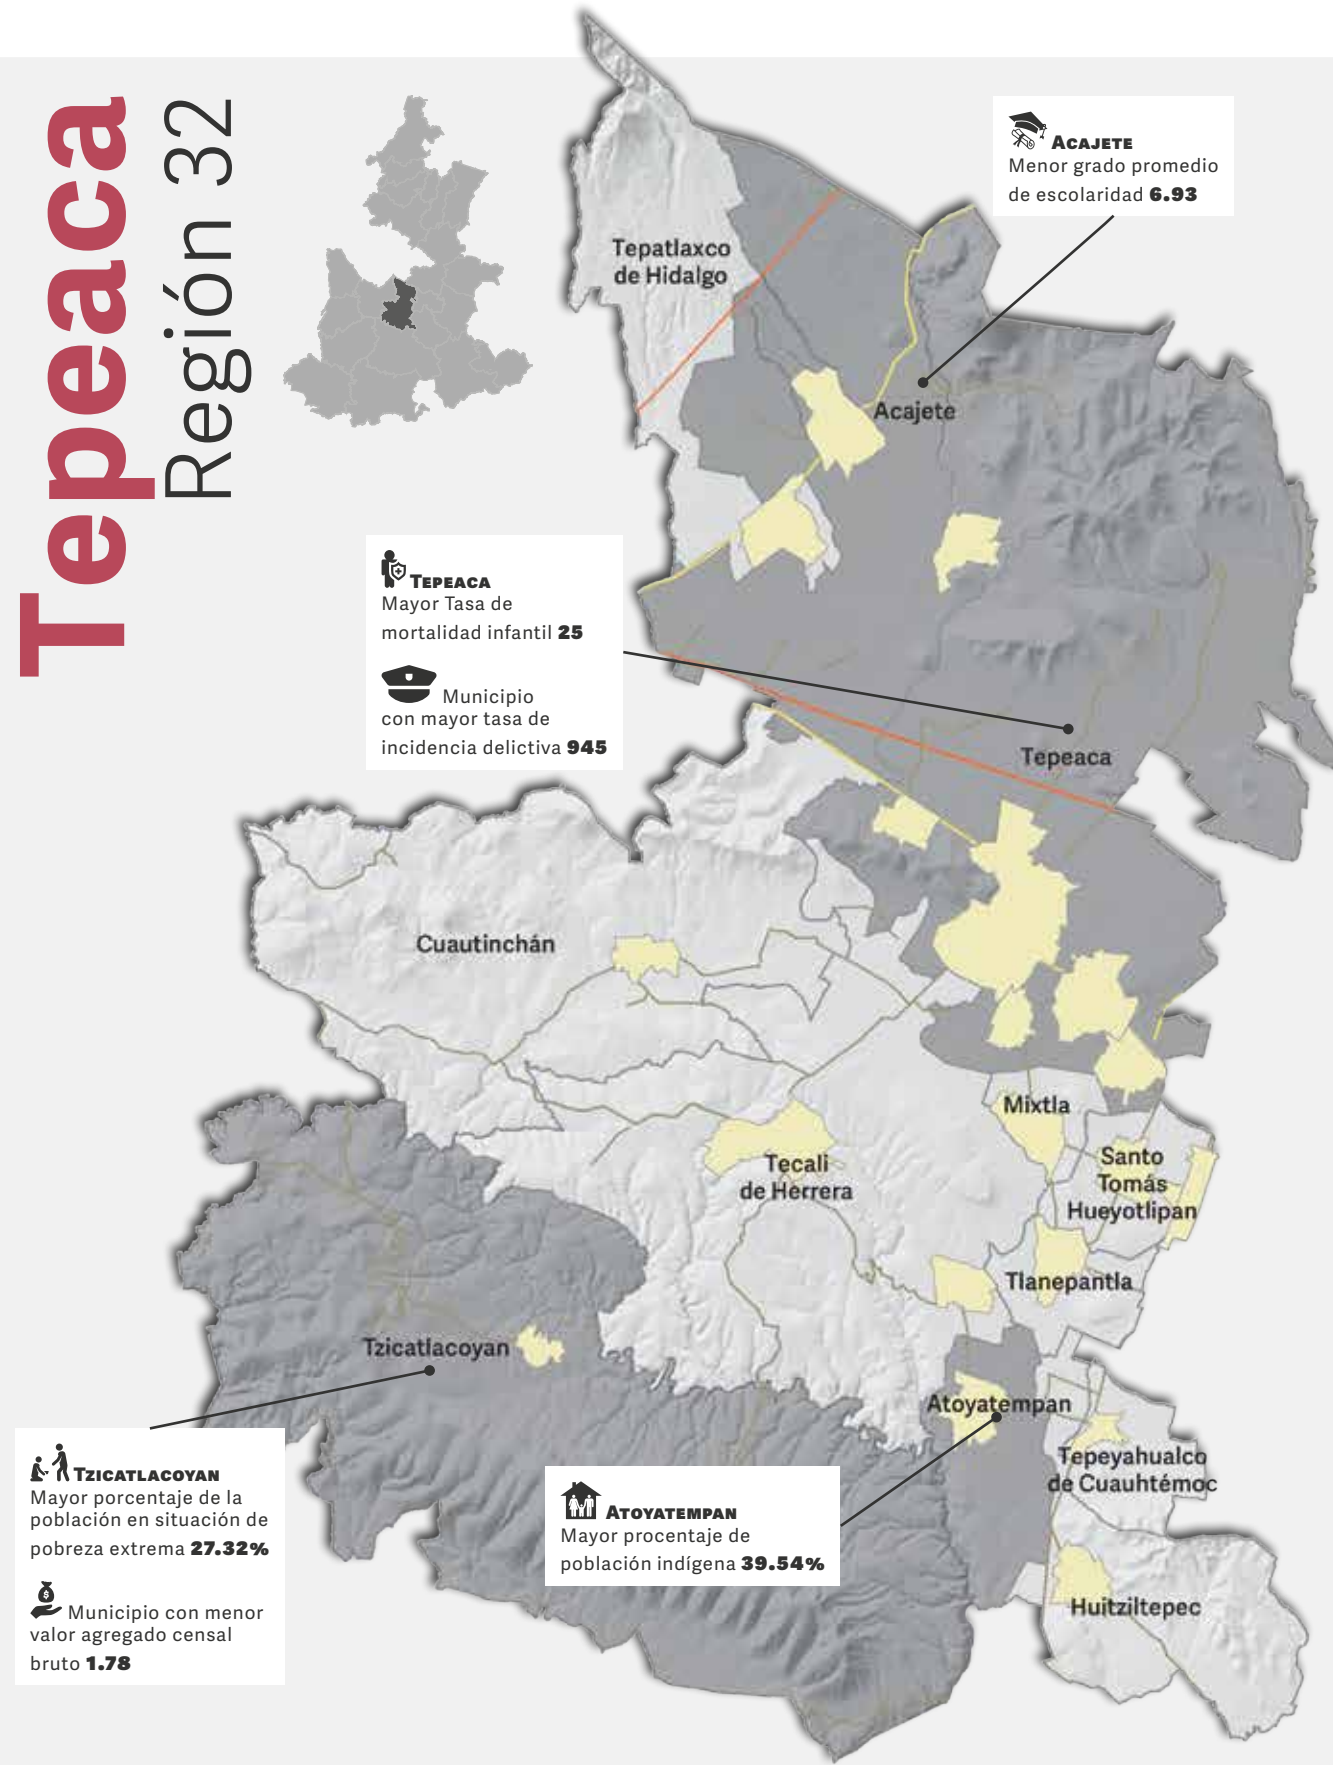 Tepeaca
Región 32
ACAJETE
Menor grado promedio
de escolaridad 6.93
Tepatlaxco
de Hidalgo
Acajete
TEPEACA
Mayor Tasa de
mortalidad infantil 25
Municipio
con mayor tasa de
incidencia delictiva 945
Tepeaca
Cuautinchán
Mixtla
Tecali
de Herrera
Santo
Tomás
Hueyotlipan
Tlanepantla
Tzicatlacoyan
Atoyatempan
TZICATLACOYAN
Mayor porcentaje de la
población en situación de
pobreza extrema 27.32%
Municipio con menor
valor agregado censal
bruto 1.78
ATOYATEMPAN
Mayor procentaje de
población indígena 39.54%
Tepeyahualco
de Cuauhtémoc
Huitziltepec